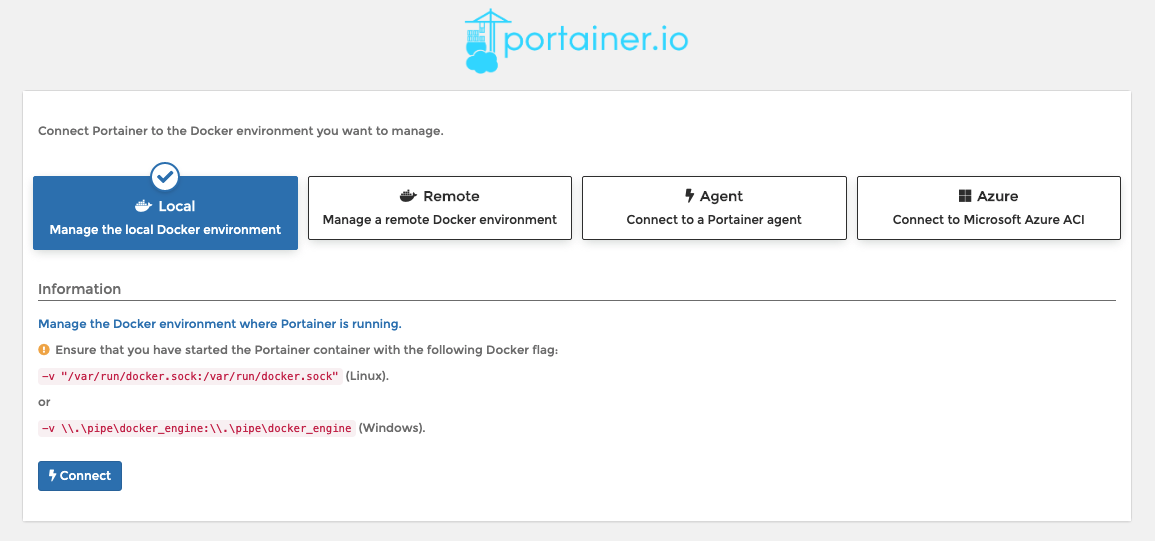 portainer.io
Connect Portainer to the Docker environment you want to manage.
Local
Manage the local Docker environment
Remote
Manage a remote Docker environment
Agent
Connect to a Portainer agent
Azure
Connect to Microsoft Azure ACI
Information
Manage the Docker environment where Portainer is running.
Ensure that you have started the Portainer container with the following Docker flag:
-v "/var/run/docker.sock:/var/run/docker.sock" (Linux).
or
-v \\.\pipe\docker_engine:\\.\pipe\docker_engine (Windows).
Connect